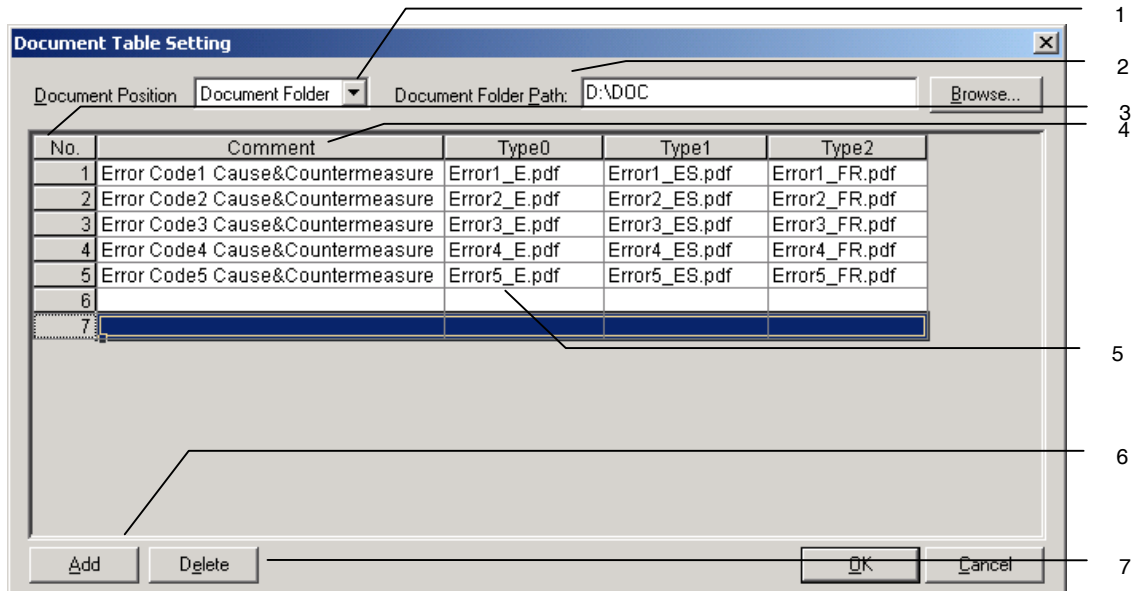 1
Document Table Setting
2
Document Position Document Folder Document Folder Path: D:\DOC Browse...
3
4
No. Comment Type0 Type1 Type2
1 Error Code1 Cause&Countermeasure Error1_E.pdf Error1_ES.pdf Error1_FR.pdf
2 Error Code2 Cause&Countermeasure Error2_E.pdf Error2_ES.pdf Error2_FR.pdf
3 Error Code3 Cause&Countermeasure Error3_E.pdf Error3_ES.pdf Error3_FR.pdf
4 Error Code4 Cause&Countermeasure Error4_E.pdf Error4_ES.pdf Error4_FR.pdf
5 Error Code5 Cause&Countermeasure Error5_E.pdf Error5_ES.pdf Error5_FR.pdf
6
7
5
6
Add Delete OK Cancel 7